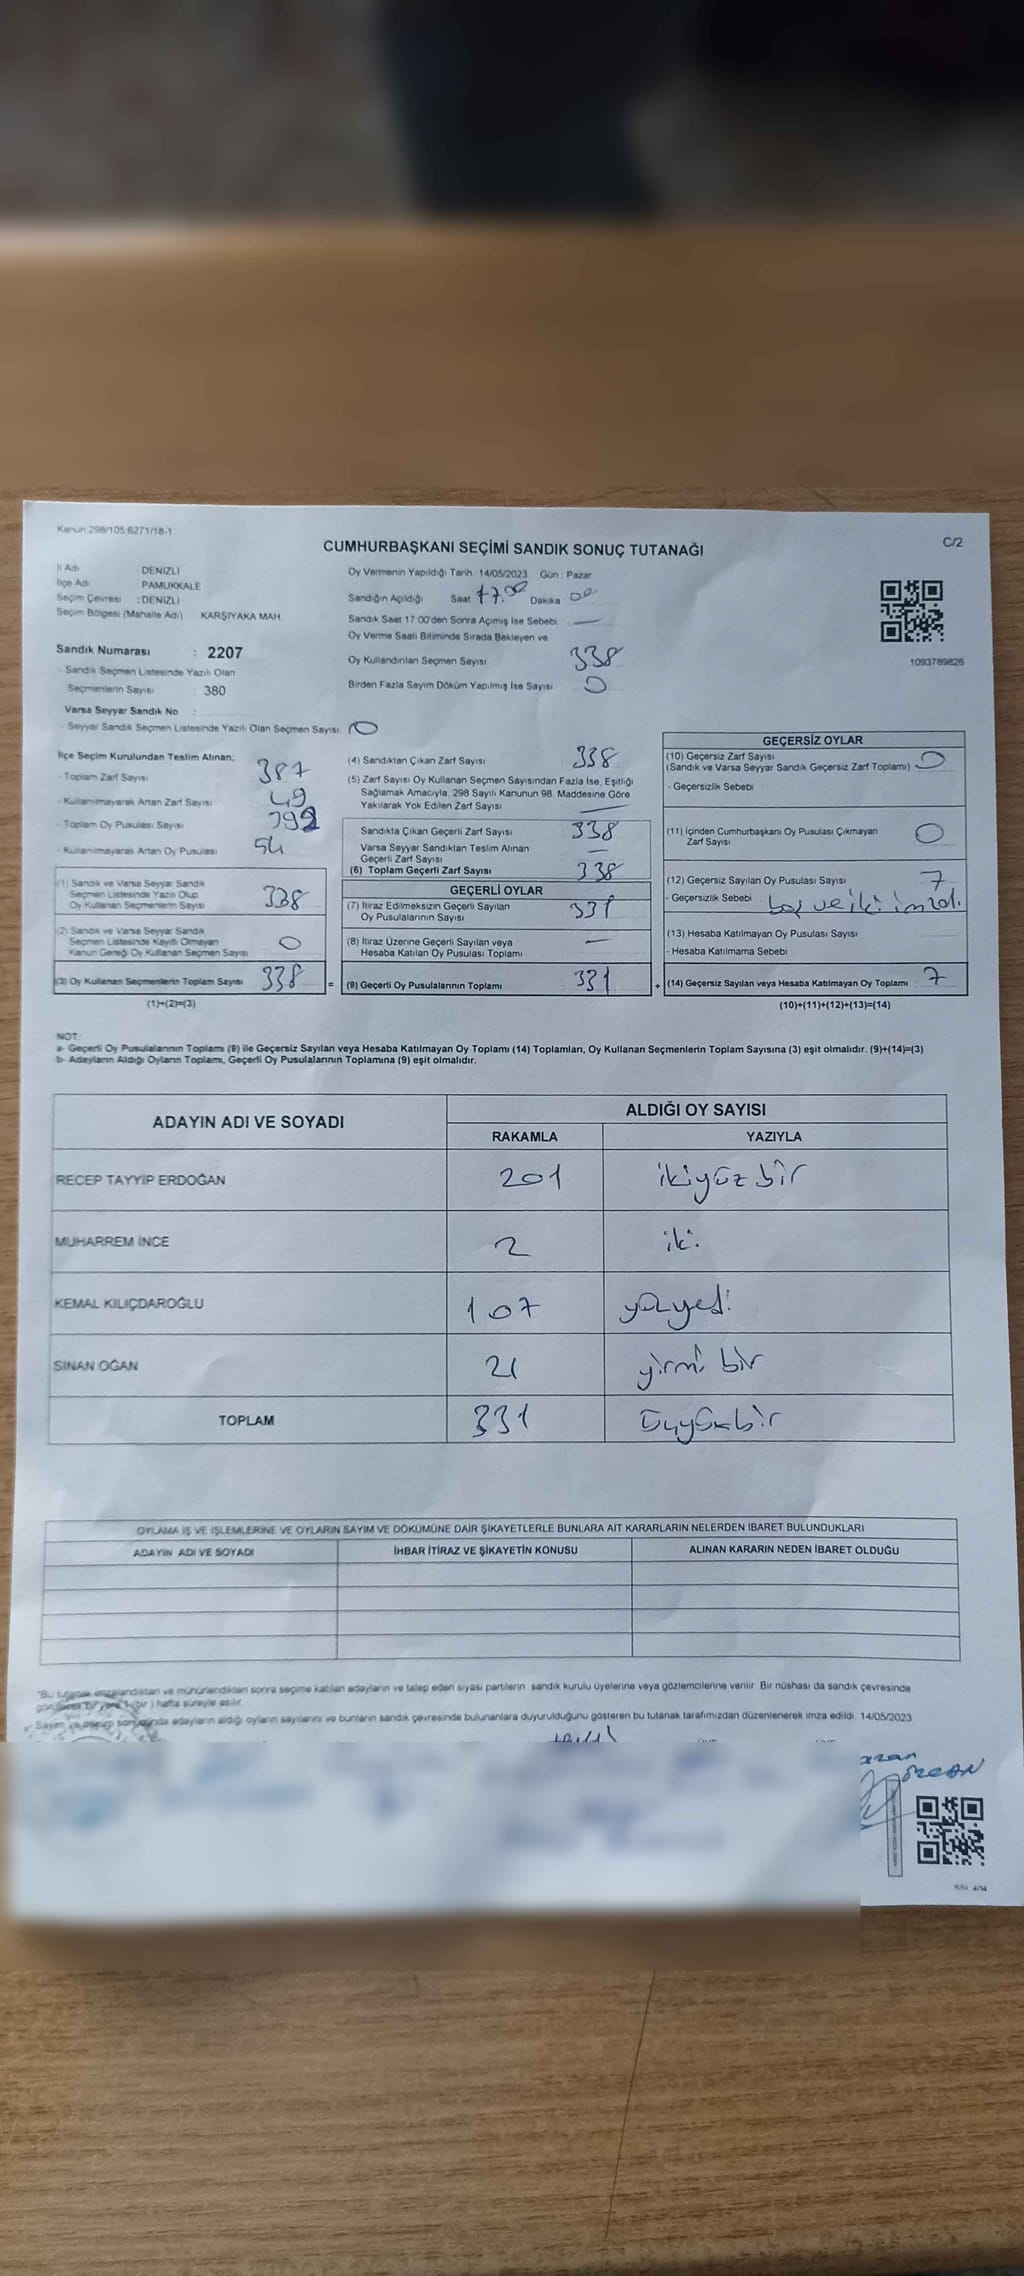 Kanun:298/105:6271/18-1
C/2
CUMHURBAŞKANI SEÇİMİ SANDIK SONUÇ TUTANAĞI
İl Adı DENİZLİ
İlçe Adı PAMUKKALE
Seçim Çevresi : DENİZLİ
Seçim Bölgesi (Mahalle Adı) KARŞIYAKA MAH
Sandık Numarası : 2207
- Sandık Seçmen Listesinde Yazılı Olan
Seçmenlerin Sayısı : 380
Varsa Seyyar Sandık No :
- Seyyar Sandık Seçmen Listesinde Yazılı Olan Seçmen Sayısı 0
Oy Vermenin Yapıldığı Tarih : 14/05/2023 Gün : Pazar
Sandığın Açıldığı Saat 17.00 Dakika 00
Sandık Saat 17.00'den Sonra Açımış İse Sebebi —
Oy Verme Saati Bitiminde Sırada Bekleyen ve
Oy Kullandırılan Seçmen Sayısı 338
Birden Fazla Sayım Döküm Yapılmış İse Sayısı 0
1093789826
İlçe Seçim Kurulundan Teslim Alınan;
- Toplam Zarf Sayısı 387
- Kullanılmayarak Artan Zarf Sayısı 49
- Toplam Oy Pusulası Sayısı 392
- Kullanılmayarak Artan Oy Pusulası 54
(1) Sandık ve Varsa Seyyar Sandık
Seçmen Listesinde Yazılı Olup
Oy Kullanan Seçmenlerin Sayısı 338
(2) Sandık ve Varsa Seyyar Sandık
Seçmen Listesinde Kayıtlı Olmayan
Kanun Gereği Oy Kullanan Seçmen Sayısı 0
(3) Oy Kullanan Seçmenlerin Toplam Sayısı 338 =
(1)+(2)=(3)
(4) Sandıktan Çıkan Zarf Sayısı 338
(5) Zarf Sayısı Oy Kullanan Seçmen Sayısından Fazla İse, Eşitliği
Sağlamak Amacıyla, 298 Sayılı Kanunun 98. Maddesine Göre
Yakılarak Yok Edilen Zarf Sayısı —
Sandıkta Çıkan Geçerli Zarf Sayısı 338
Varsa Seyyar Sandıktan Teslim Alınan
Geçerli Zarf Sayısı —
(6) Toplam Geçerli Zarf Sayısı 338
GEÇERLİ OYLAR
(7) İtiraz Edilmeksizin Geçerli Sayılan
Oy Pusulalarının Sayısı 331
(8) İtiraz Üzerine Geçerli Sayılan veya
Hesaba Katılan Oy Pusulası Toplamı —
(9) Geçerli Oy Pusulalarının Toplamı 331 +
GEÇERSİZ OYLAR
(10) Geçersiz Zarf Sayısı
(Sandık ve Varsa Seyyar Sandık Geçersiz Zarf Toplamı) 0
- Geçersizlik Sebebi
(11) İçinden Cumhurbaşkanı Oy Pusulası Çıkmayan
Zarf Sayısı 0
(12) Geçersiz Sayılan Oy Pusulası Sayısı 7
- Geçersizlik Sebebi boş ve iki imzalı
(13) Hesaba Katılmayan Oy Pusulası Sayısı
- Hesaba Katılmama Sebebi
(14) Geçersiz Sayılan veya Hesaba Katılmayan Oy Toplamı : 7
(10)+(11)+(12)+(13)=(14)
NOT:
a- Geçerli Oy Pusulalarının Toplamı (9) ile Geçersiz Sayılan veya Hesaba Katılmayan Oy Toplamı (14) Toplamları, Oy Kullanan Seçmenlerin Toplam Sayısına (3) eşit olmalıdır. (9)+(14)=(3)
b- Adayların Aldığı Oyların Toplamı, Geçerli Oy Pusulalarının Toplamına (9) eşit olmalıdır.
ADAYIN ADI VE SOYADI ALDIĞI OY SAYISI
RAKAMLA YAZIYLA
RECEP TAYYİP ERDOĞAN 201 ikiyüz bir
MUHARREM İNCE 2 iki
KEMAL KILIÇDAROĞLU 107 yüzyedi
SİNAN OĞAN 21 yirmi bir
TOPLAM 331
OYLAMA İŞ VE İŞLEMLERİNE VE OYLARIN SAYIM VE DÖKÜMÜNE DAİR ŞİKAYETLERLE BUNLARA AİT KARARLARIN NELERDEN İBARET BULUNDUKLARI
ADAYIN ADI VE SOYADI İHBAR İTİRAZ VE ŞİKAYETİN KONUSU ALINAN KARARIN NEDEN İBARET OLDUĞU
"Bu tutanak imzalandıktan ve mühürlendikten sonra seçime katılan adayların ve talep eden siyasi partilerin sandık kurulu üyelerine veya gözlemcilerine verilir. Bir nüshası da sandık çevresinde
görülecek bir yere 1 (bir) hafta süreyle asılır.
Sayım ve döküm sonucunda adayların aldığı oyların sayılarını ve bunların sandık çevresinde bulunanlara duyurulduğunu gösteren bu tutanak tarafımızdan düzenlenerek imza edildi. 14/05/2023
ÖZCAN